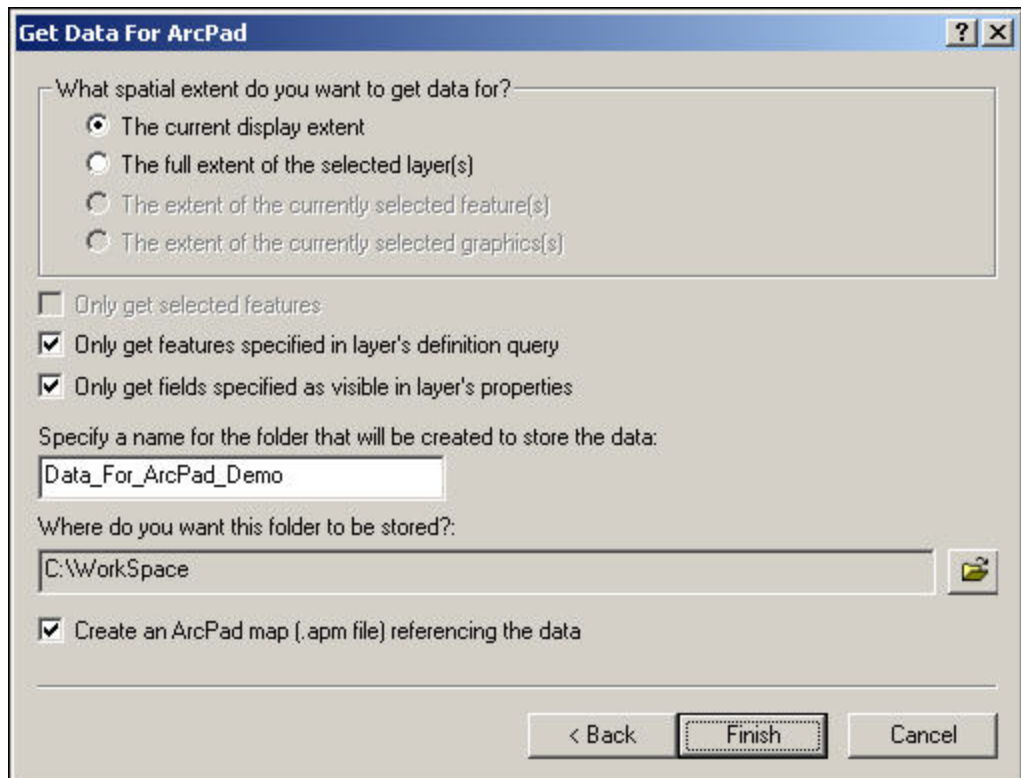 Get Data For ArcPad
What spatial extent do you want to get data for?
The current display extent
The full extent of the selected layer(s)
The extent of the currently selected feature(s)
The extent of the currently selected graphics(s)
Only get selected features
Only get features specified in layer's definition query
Only get fields specified as visible in layer's properties
Specify a name for the folder that will be created to store the data:
Data_For_ArcPad_Demo
Where do you want this folder to be stored?:
C:\WorkSpace
Create an ArcPad map (.apm file) referencing the data
< Back
Finish
Cancel